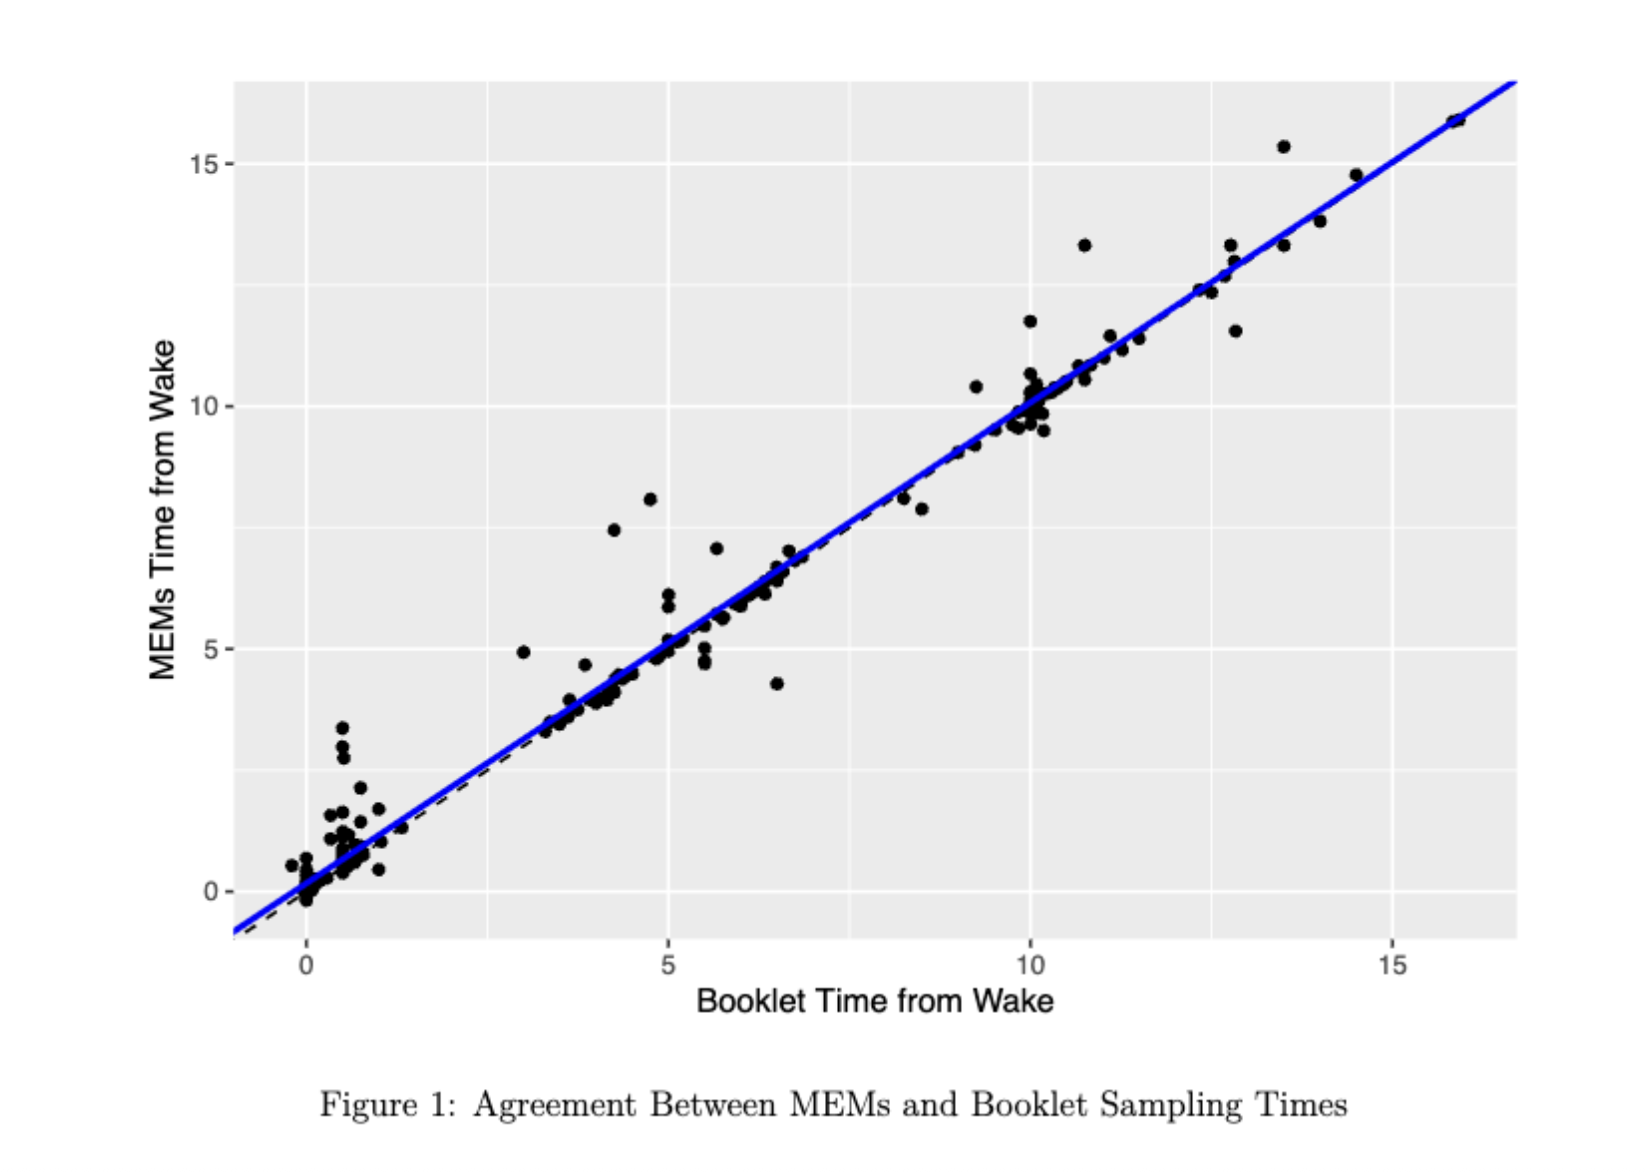 15
10
5
0
MEMs Time from Wake
0 5 10 15
Booklet Time from Wake
Figure 1: Agreement Between MEMs and Booklet Sampling Times